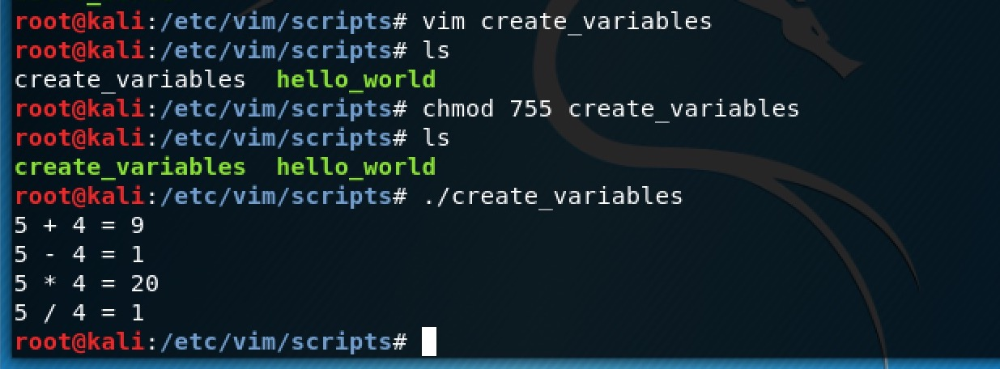 root@kali:/etc/vim/scripts# vim create_variables
root@kali:/etc/vim/scripts# ls
create_variables  hello_world
root@kali:/etc/vim/scripts# chmod 755 create_variables
root@kali:/etc/vim/scripts# ls
create_variables  hello_world
root@kali:/etc/vim/scripts# ./create_variables
5 + 4 = 9
5 - 4 = 1
5 * 4 = 20
5 / 4 = 1
root@kali:/etc/vim/scripts#